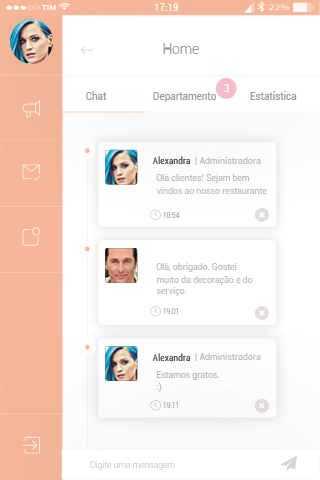 TIM 17:19 22%
Home
Chat Departamento 3 Estatística
Alexandra | Administradora
Olá clientes! Sejam bem
vindos ao nosso restaurante
18:54
Olá, obrigado. Gostei
muito da decoração e do
serviço.
19:01
Alexandra | Administradora
Estamos gratos.
:)
19:11
Digite uma mensagem